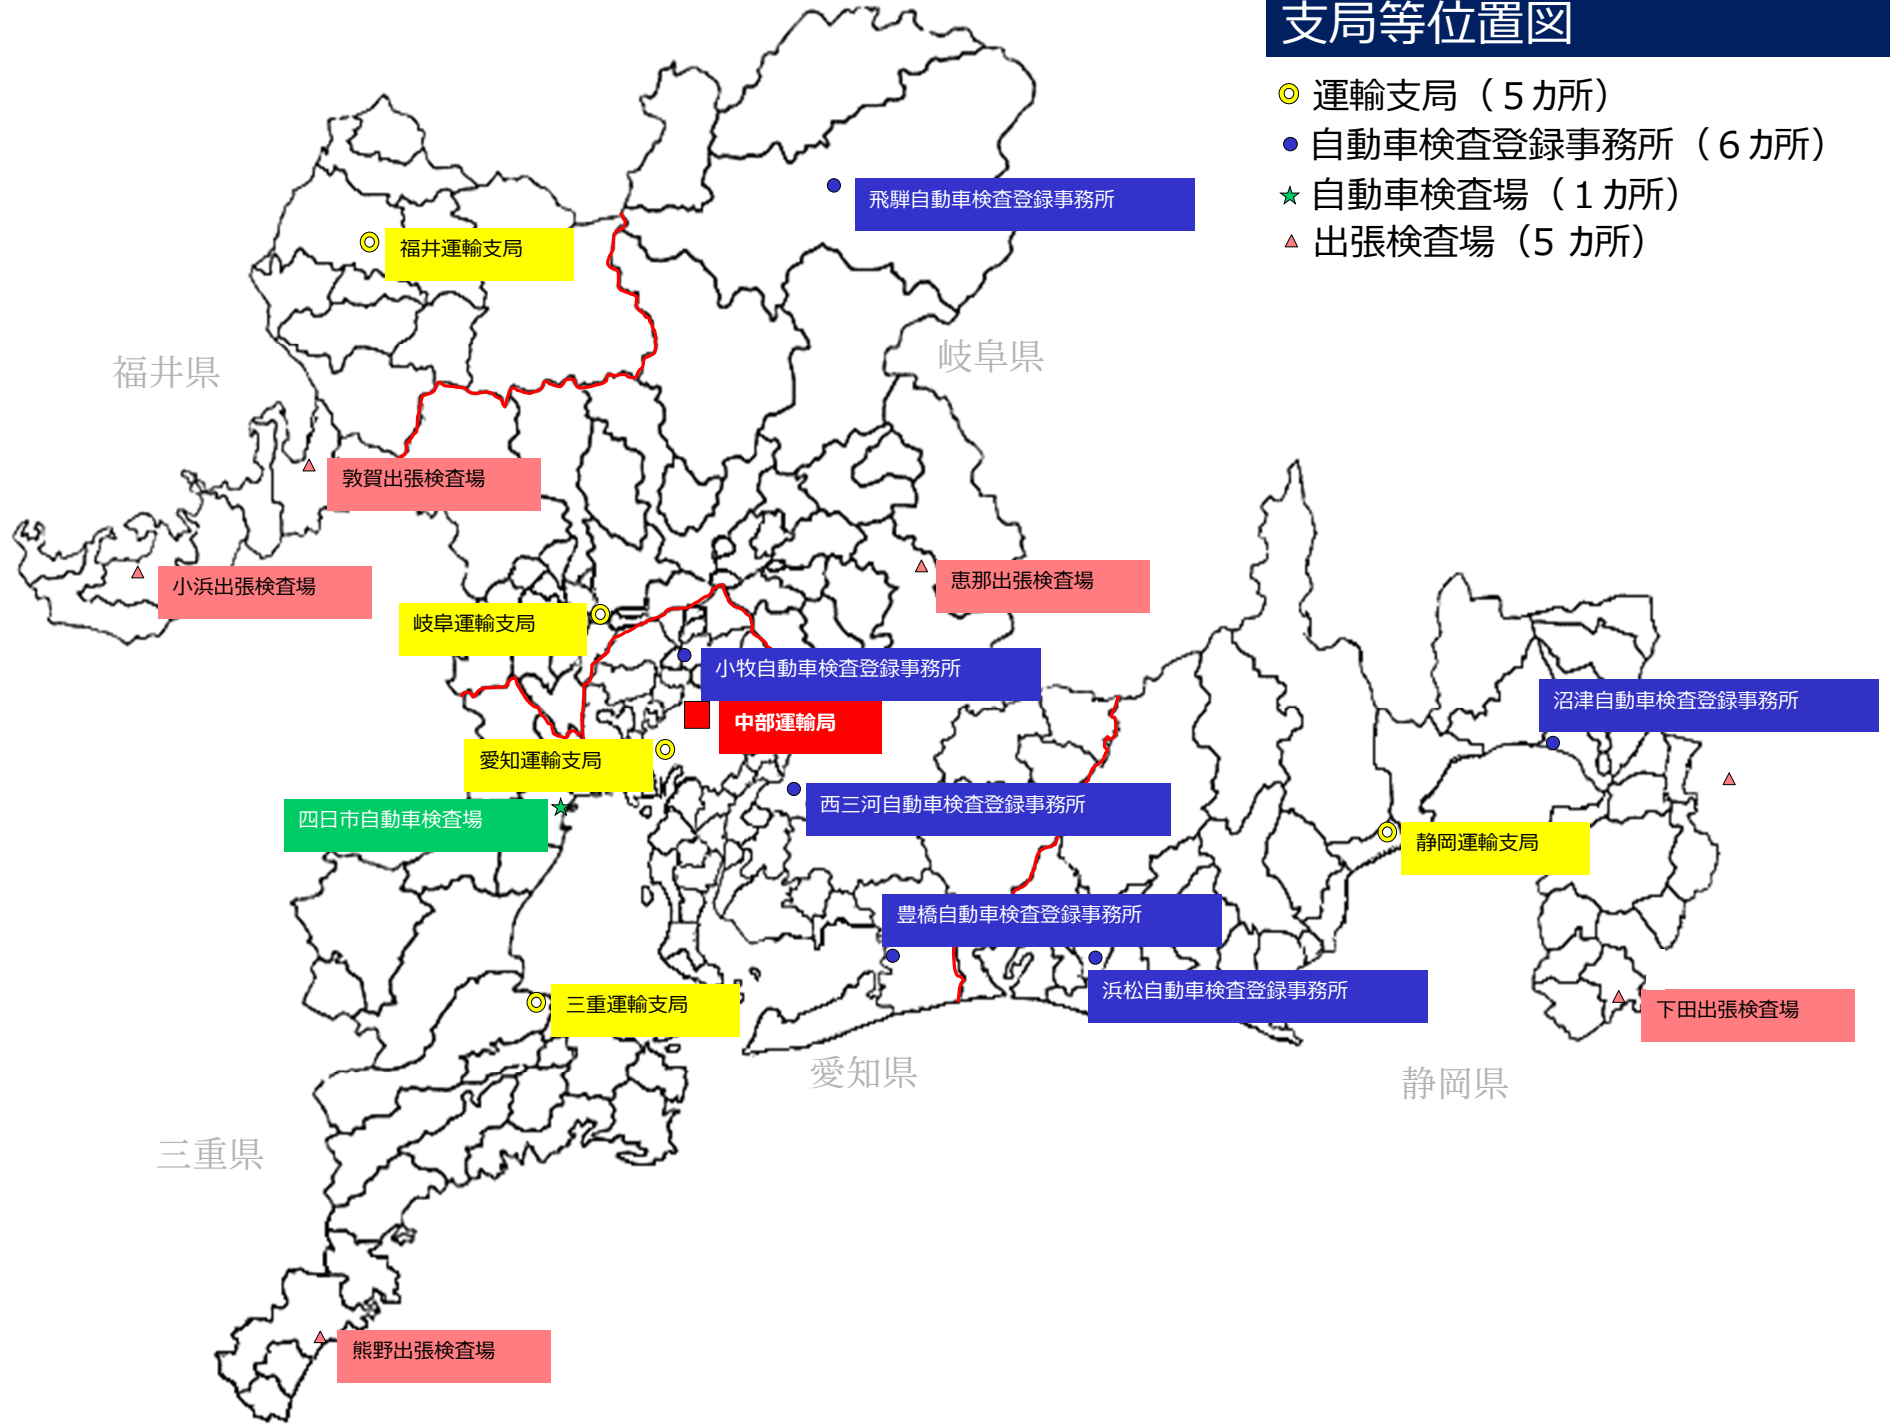 支局等位置図
運輸支局（５カ所）
自動車検査登録事務所（６カ所）
自動車検査場（１カ所）
出張検査場（5 カ所）
飛騨自動車検査登録事務所
福井運輸支局
岐阜県
福井県
敦賀出張検査場
恵那出張検査場
小浜出張検査場
岐阜運輸支局
小牧自動車検査登録事務所
沼津自動車検査登録事務所
中部運輸局
愛知運輸支局
西三河自動車検査登録事務所
四日市自動車検査場
静岡運輸支局
豊橋自動車検査登録事務所
浜松自動車検査登録事務所
三重運輸支局
下田出張検査場
愛知県
静岡県
三重県
熊野出張検査場